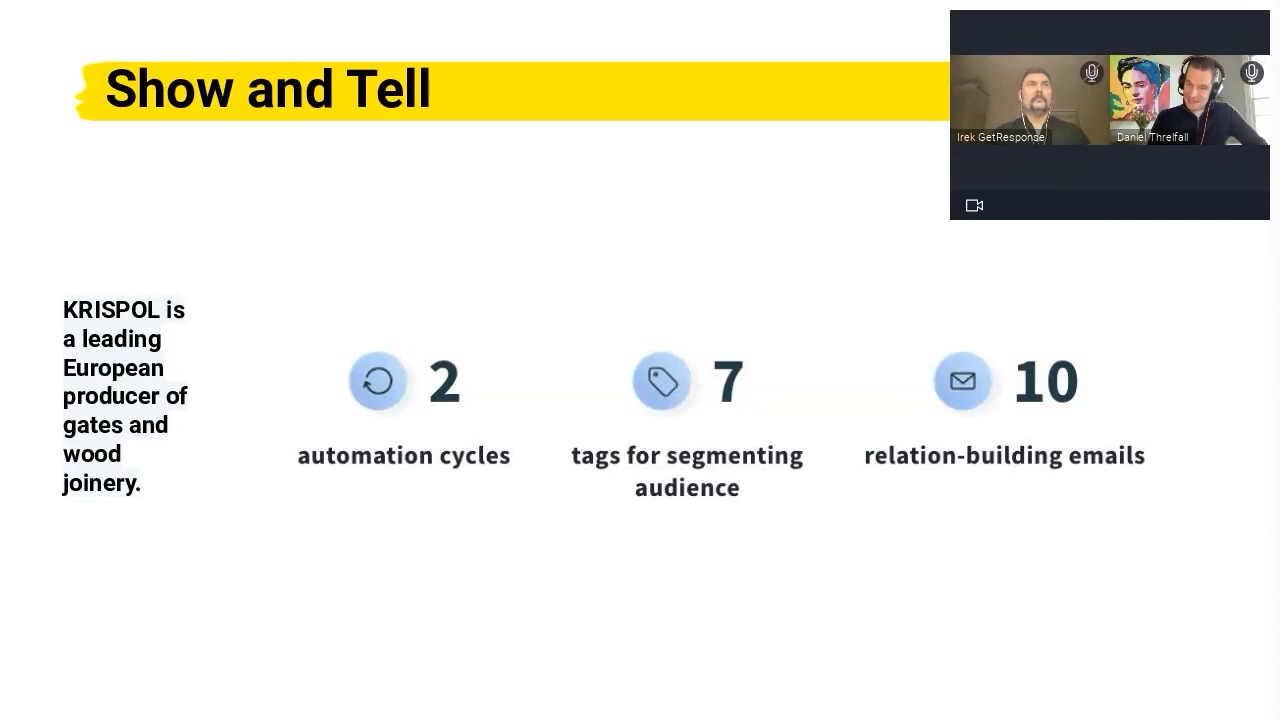 Show and Tell
Irek GetResponse
Daniel Threlfall
KRISPOL is
a leading
European
producer of
gates and
wood
joinery.
2
automation cycles
7
tags for segmenting
audience
10
relation-building emails